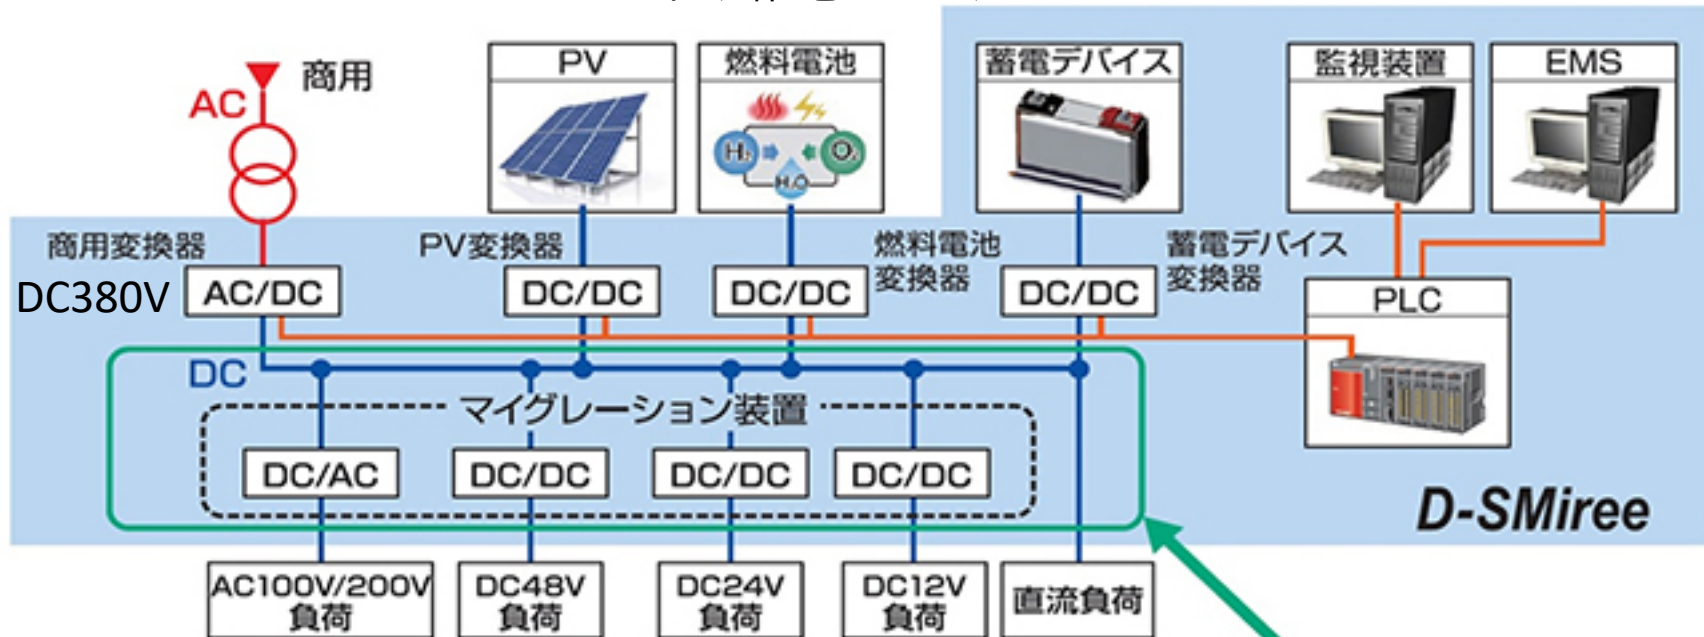 商用
AC
PV
燃料電池
H₂
O₂
H₂O
蓄電デバイス
監視装置
EMS
商用変換器
PV変換器
燃料電池
変換器
蓄電デバイス
変換器
DC380V
AC/DC
DC/DC
DC/DC
DC/DC
PLC
DC
マイグレーション装置
DC/AC
DC/DC
DC/DC
DC/DC
D-SMiree
AC100V/200V
負荷
DC48V
負荷
DC24V
負荷
DC12V
負荷
直流負荷